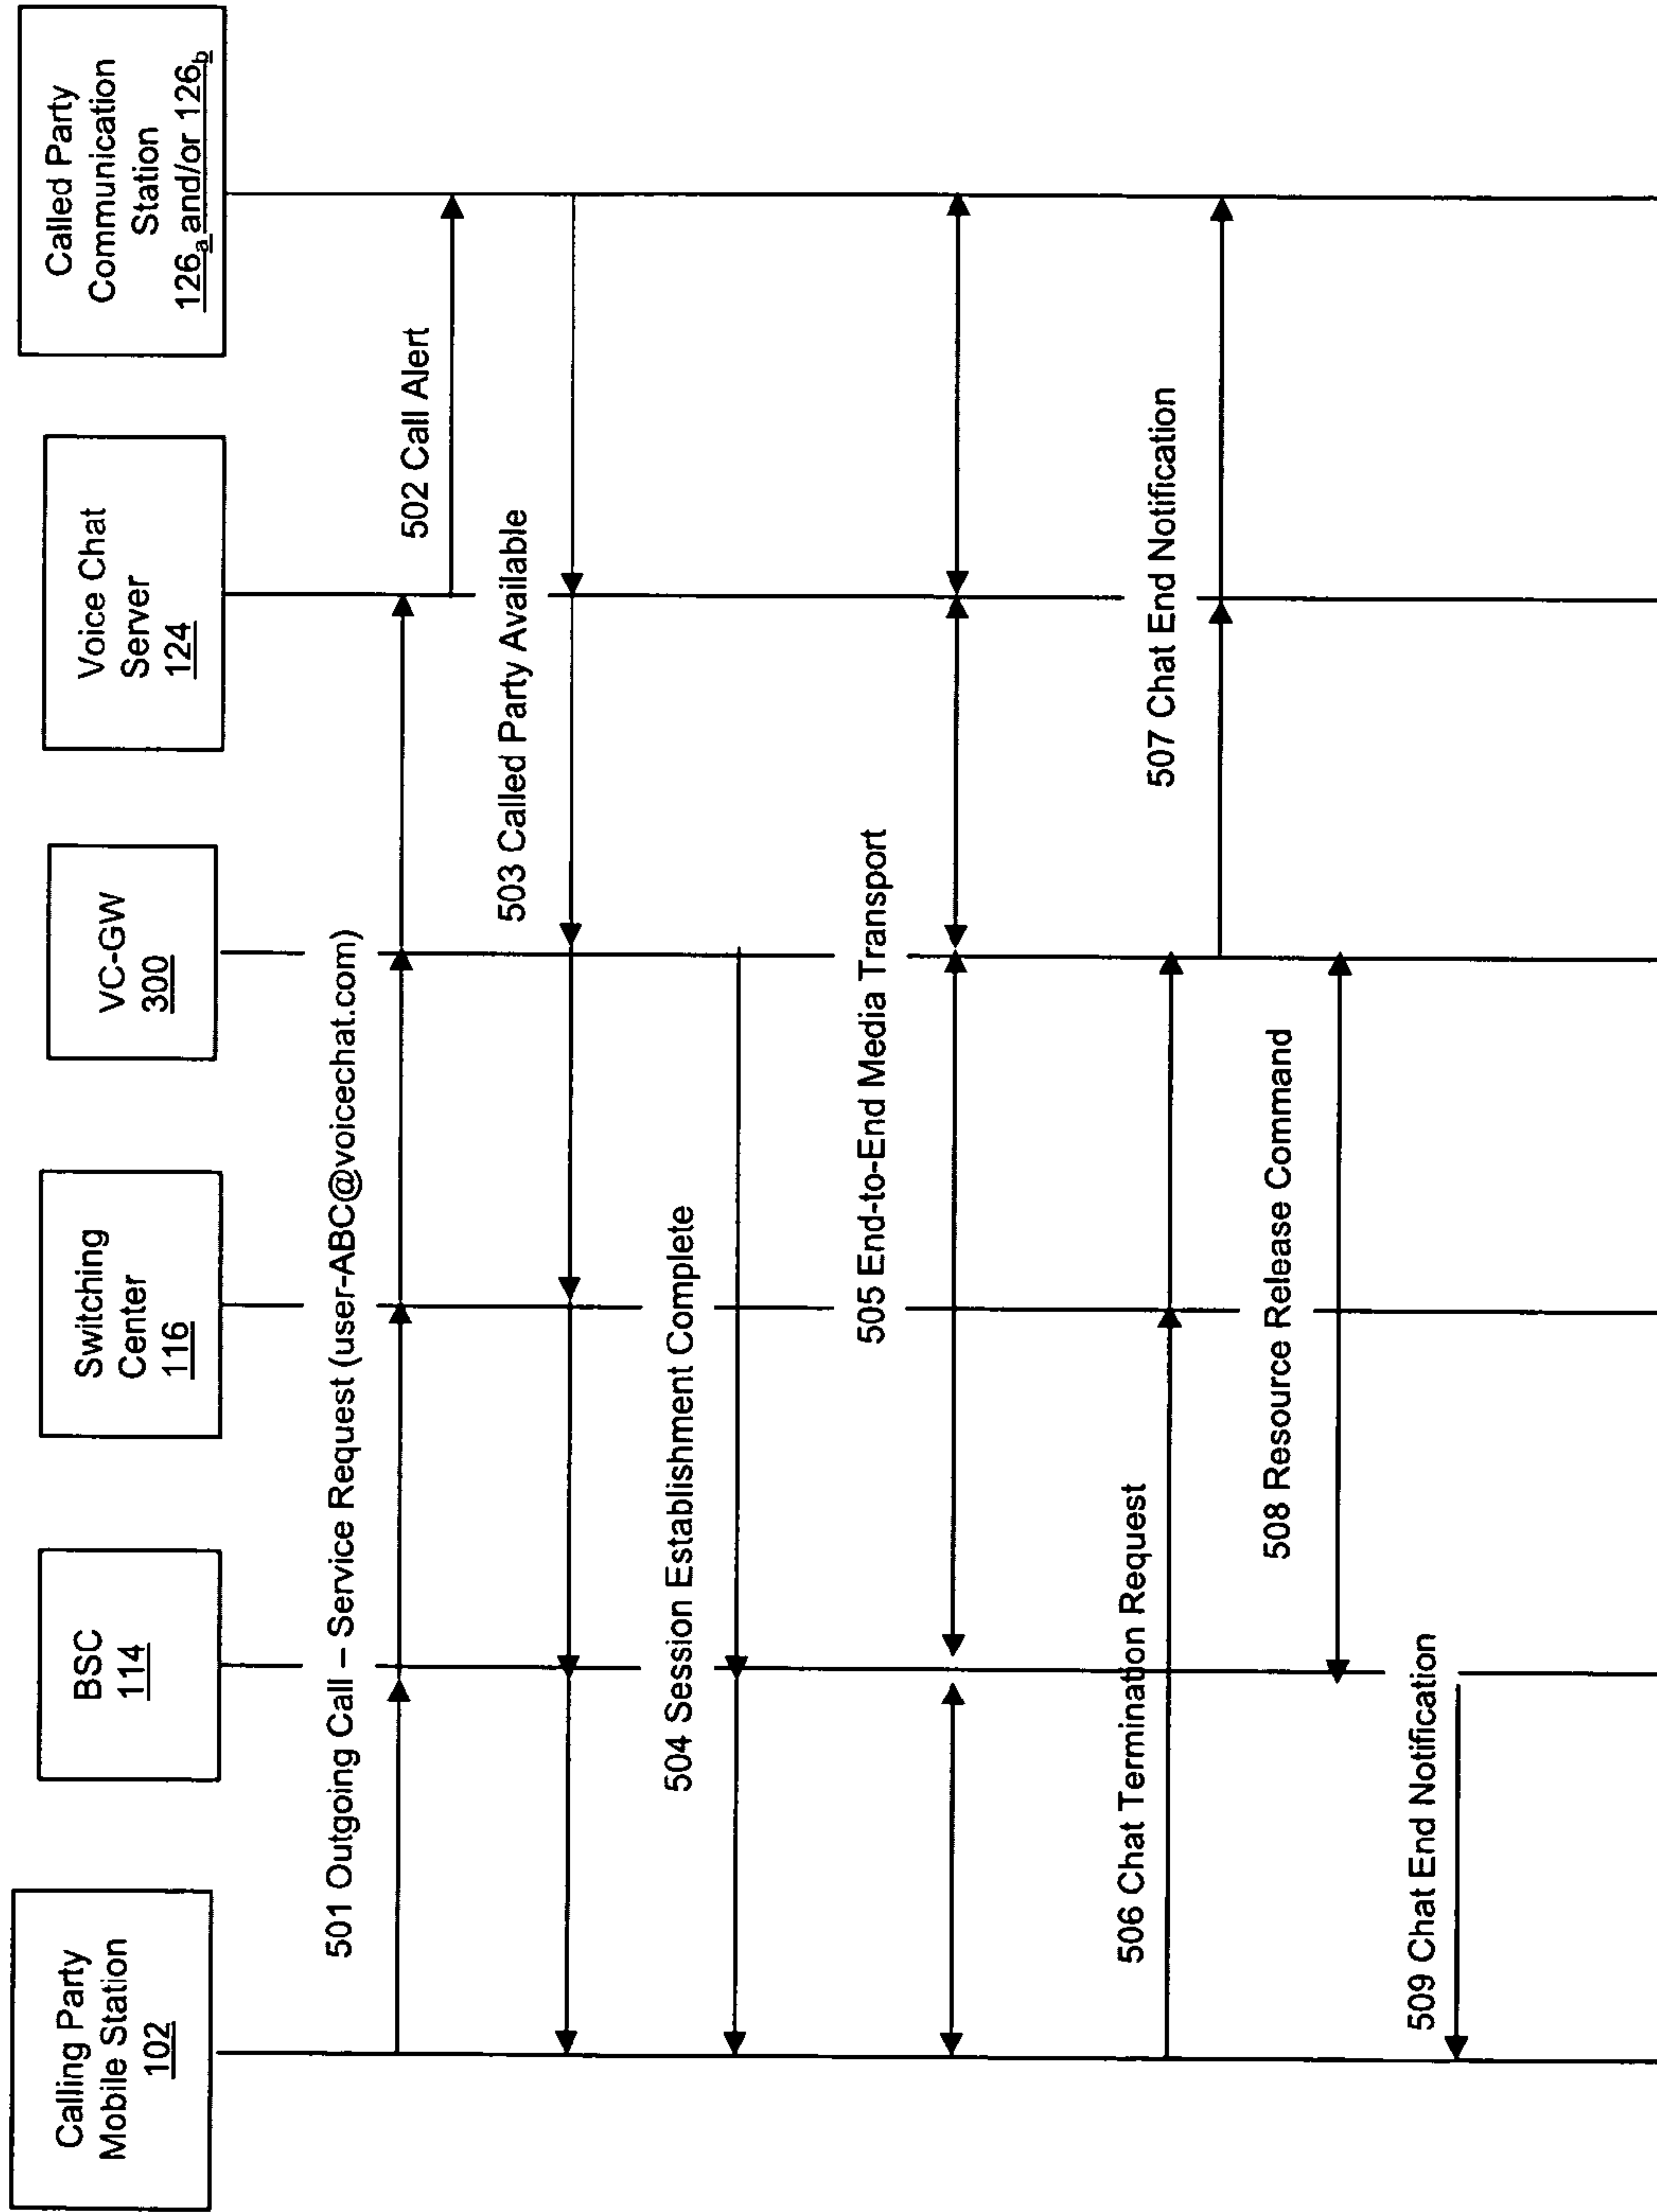 Calling Party
Mobile Station
102
BSC
114
Switching
Center
116
VC-GW
300
Voice Chat
Server
124
Called Party
Communication
Station
126a and/or 126b
501 Outgoing Call – Service Request (user-ABC@voicechat.com)
502 Call Alert
503 Called Party Available
504 Session Establishment Complete
505 End-to-End Media Transport
506 Chat Termination Request
507 Chat End Notification
508 Resource Release Command
509 Chat End Notification